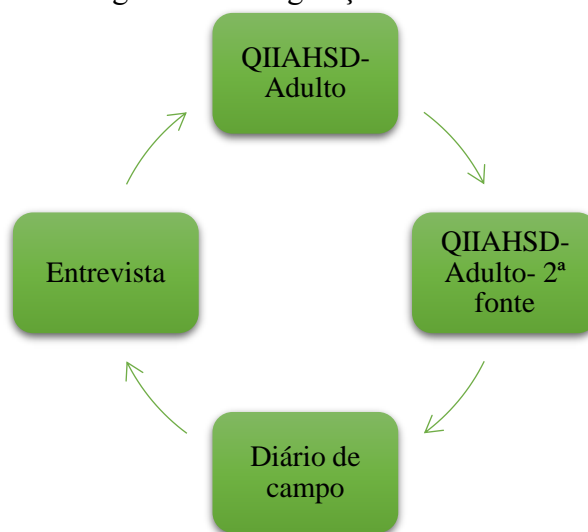 QIIAHSD-
Adulto
QIIAHSD-
Adulto- 2ª
fonte
Diário de
campo
Entrevista